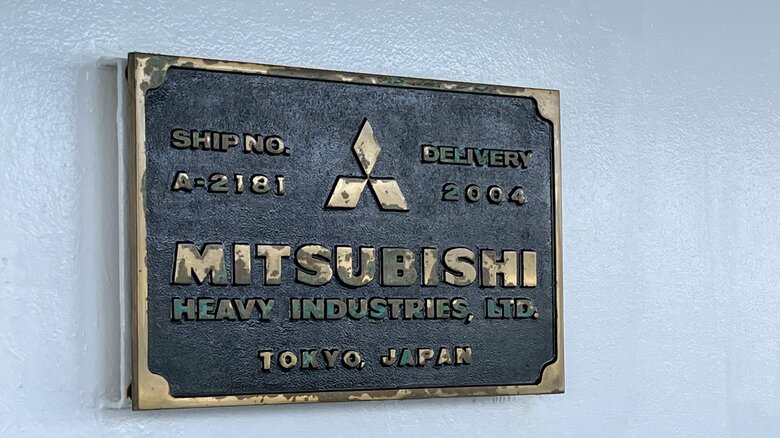 SHIP NO.
A-2181
DELIVERY
2004
MITSUBISHI
HEAVY INDUSTRIES, LTD.
TOKYO, JAPAN